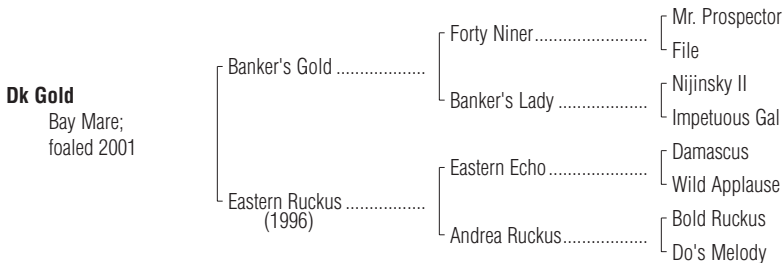 Mr. Prospector
Forty Niner....................
File
Banker's Gold ...................
Nijinsky II
Banker's Lady ...................
Impetuous Gal
Dk Gold
Bay Mare;
foaled 2001
Damascus
Eastern Echo .....................
Wild Applause
Eastern Ruckus .................
(1996)
Bold Ruckus
Andrea Ruckus..................
Do's Melody